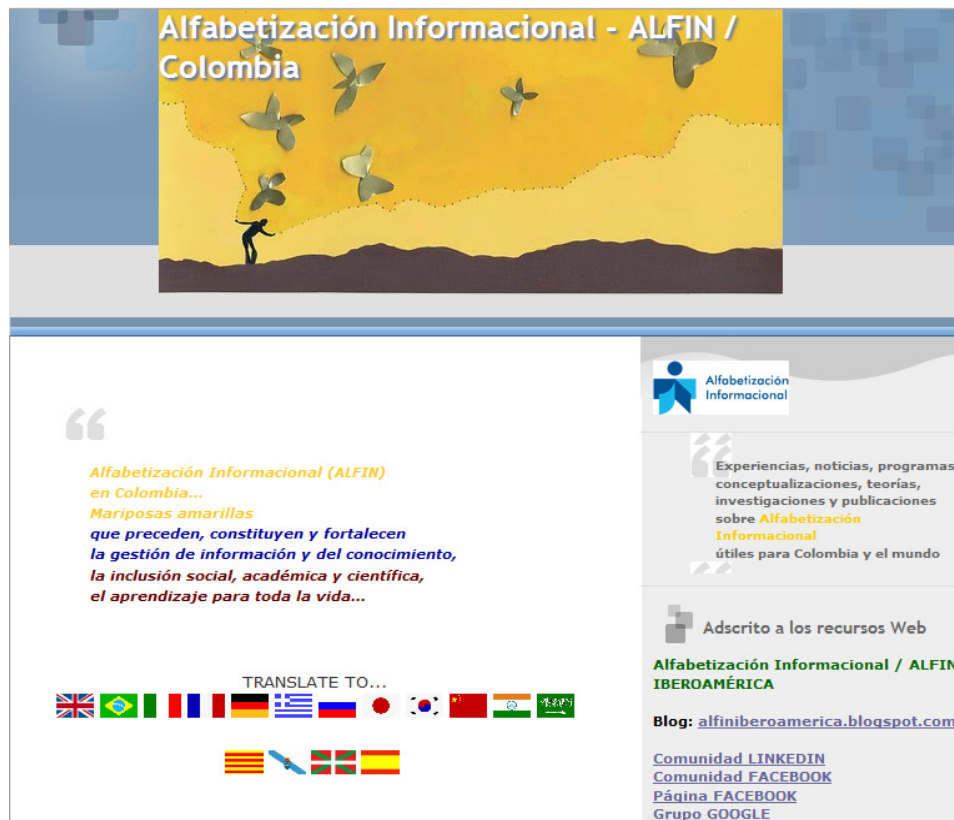 Alfabetización Informacional - ALFIN /
Colombia
Alfabetización Informacional (ALFIN)
en Colombia...
Mariposas amarillas
que preceden, constituyen y fortalecen
la gestión de información y del conocimiento,
la inclusión social, académica y científica,
el aprendizaje para toda la vida...
TRANSLATE TO...
Alfabetización
Informacional
Experiencias, noticias, programas
conceptualizaciones, teorías,
investigaciones y publicaciones
sobre Alfabetización
Informacional
útiles para Colombia y el mundo
Adscrito a los recursos Web
Alfabetización Informacional / ALFIN
IBEROAMÉRICA
Blog: alfiniberoamerica.blogspot.com
Comunidad LINKEDIN
Comunidad FACEBOOK
Página FACEBOOK
Grupo GOOGLE